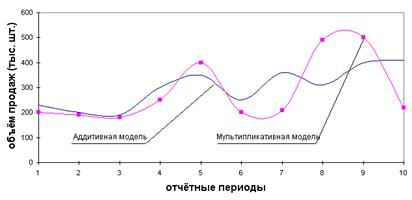 600
500
400
300
200
100
0
объём продаж (тыс. шт.)
Аддитивная модель
Мультипликативная модель
1 2 3 4 5 6 7 8 9 10
отчётные периоды